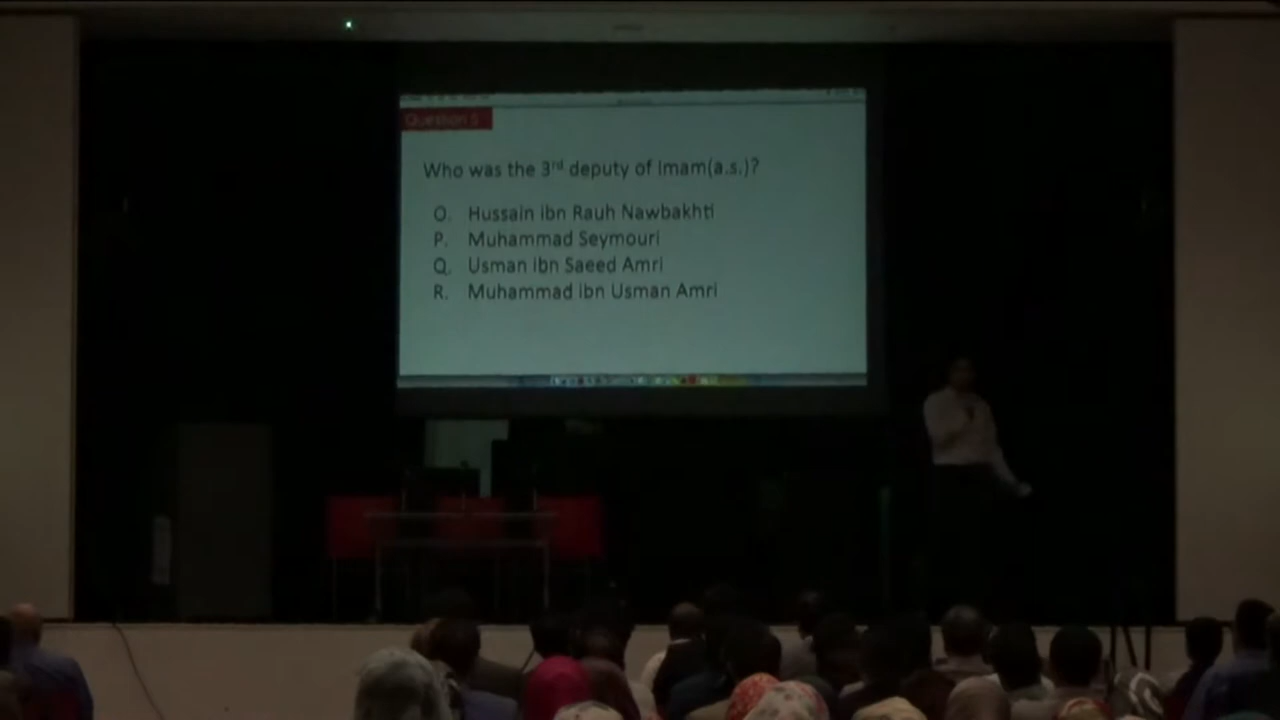 Question 5
Who was the 3rd deputy of Imam(a.s.)?
O. Hussain ibn Rauh Nawbakhti
P. Muhammad Seymouri
Q. Usman ibn Saeed Amri
R. Muhammad ibn Usman Amri